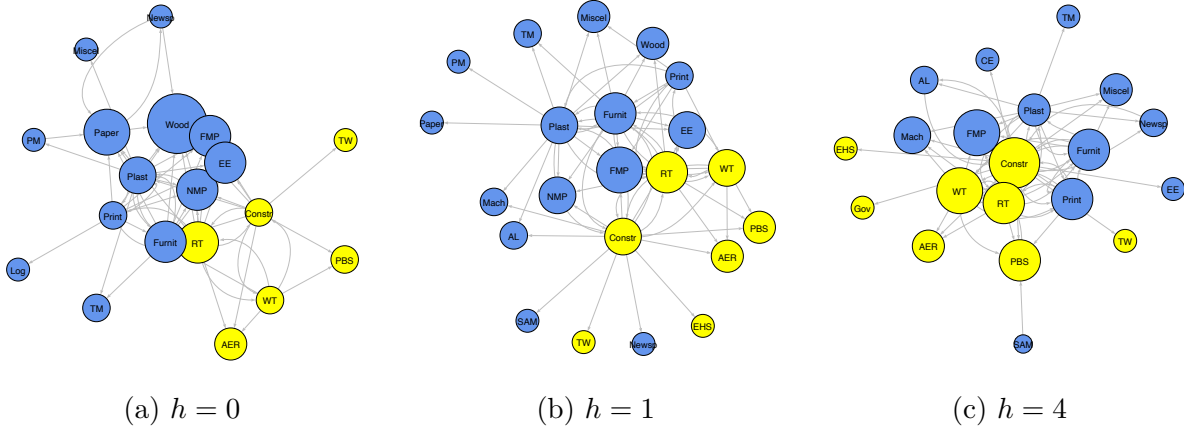 Newsp
Miscel
Paper
Wood
FMP
PM
EE
TW
Plast
NMP
Print
Constr
Furnit
RT
Log
PBS
TM
WT
AER
(a) h = 0
Miscel
TM
Wood
PM
Print
Paper
Plast
Furnit
EE
FMP
RT
WT
Mach
NMP
AL
Constr
PBS
AER
SAM
EHS
TW
Newsp
(b) h = 1
TM
CE
AL
Miscel
Plast
Newsp
Mach
FMP
EHS
Furnit
Constr
WT
RT
Print
EE
Gov
AER
TW
PBS
SAM
(c) h = 4